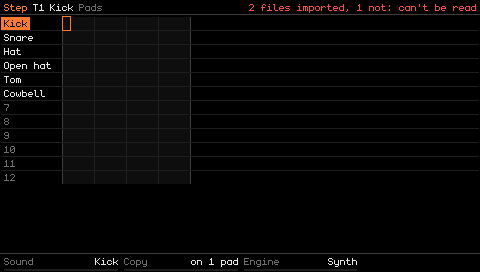 Step T1 Kick Pads 2 files imported, 1 not: can't be read
Kick
Snare
Hat
Open hat
Tom
Cowbell
7
8
9
10
11
12
Sound Kick Copy on 1 pad Engine Synth